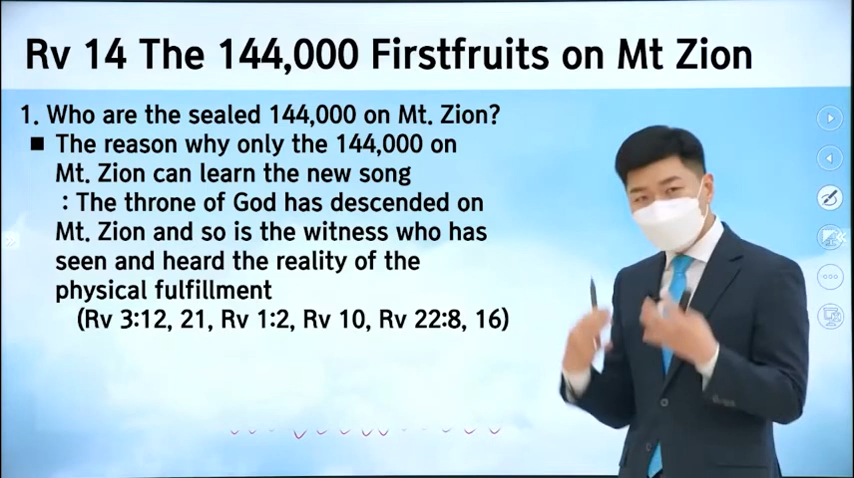 Rv 14 The 144,000 Firstfruits on Mt Zion
1. Who are the sealed 144,000 on Mt. Zion?
■ The reason why only the 144,000 on
Mt. Zion can learn the new song
: The throne of God has descended on
Mt. Zion and so is the witness who has
seen and heard the reality of the
physical fulfillment
(Rv 3:12, 21, Rv 1:2, Rv 10, Rv 22:8, 16)